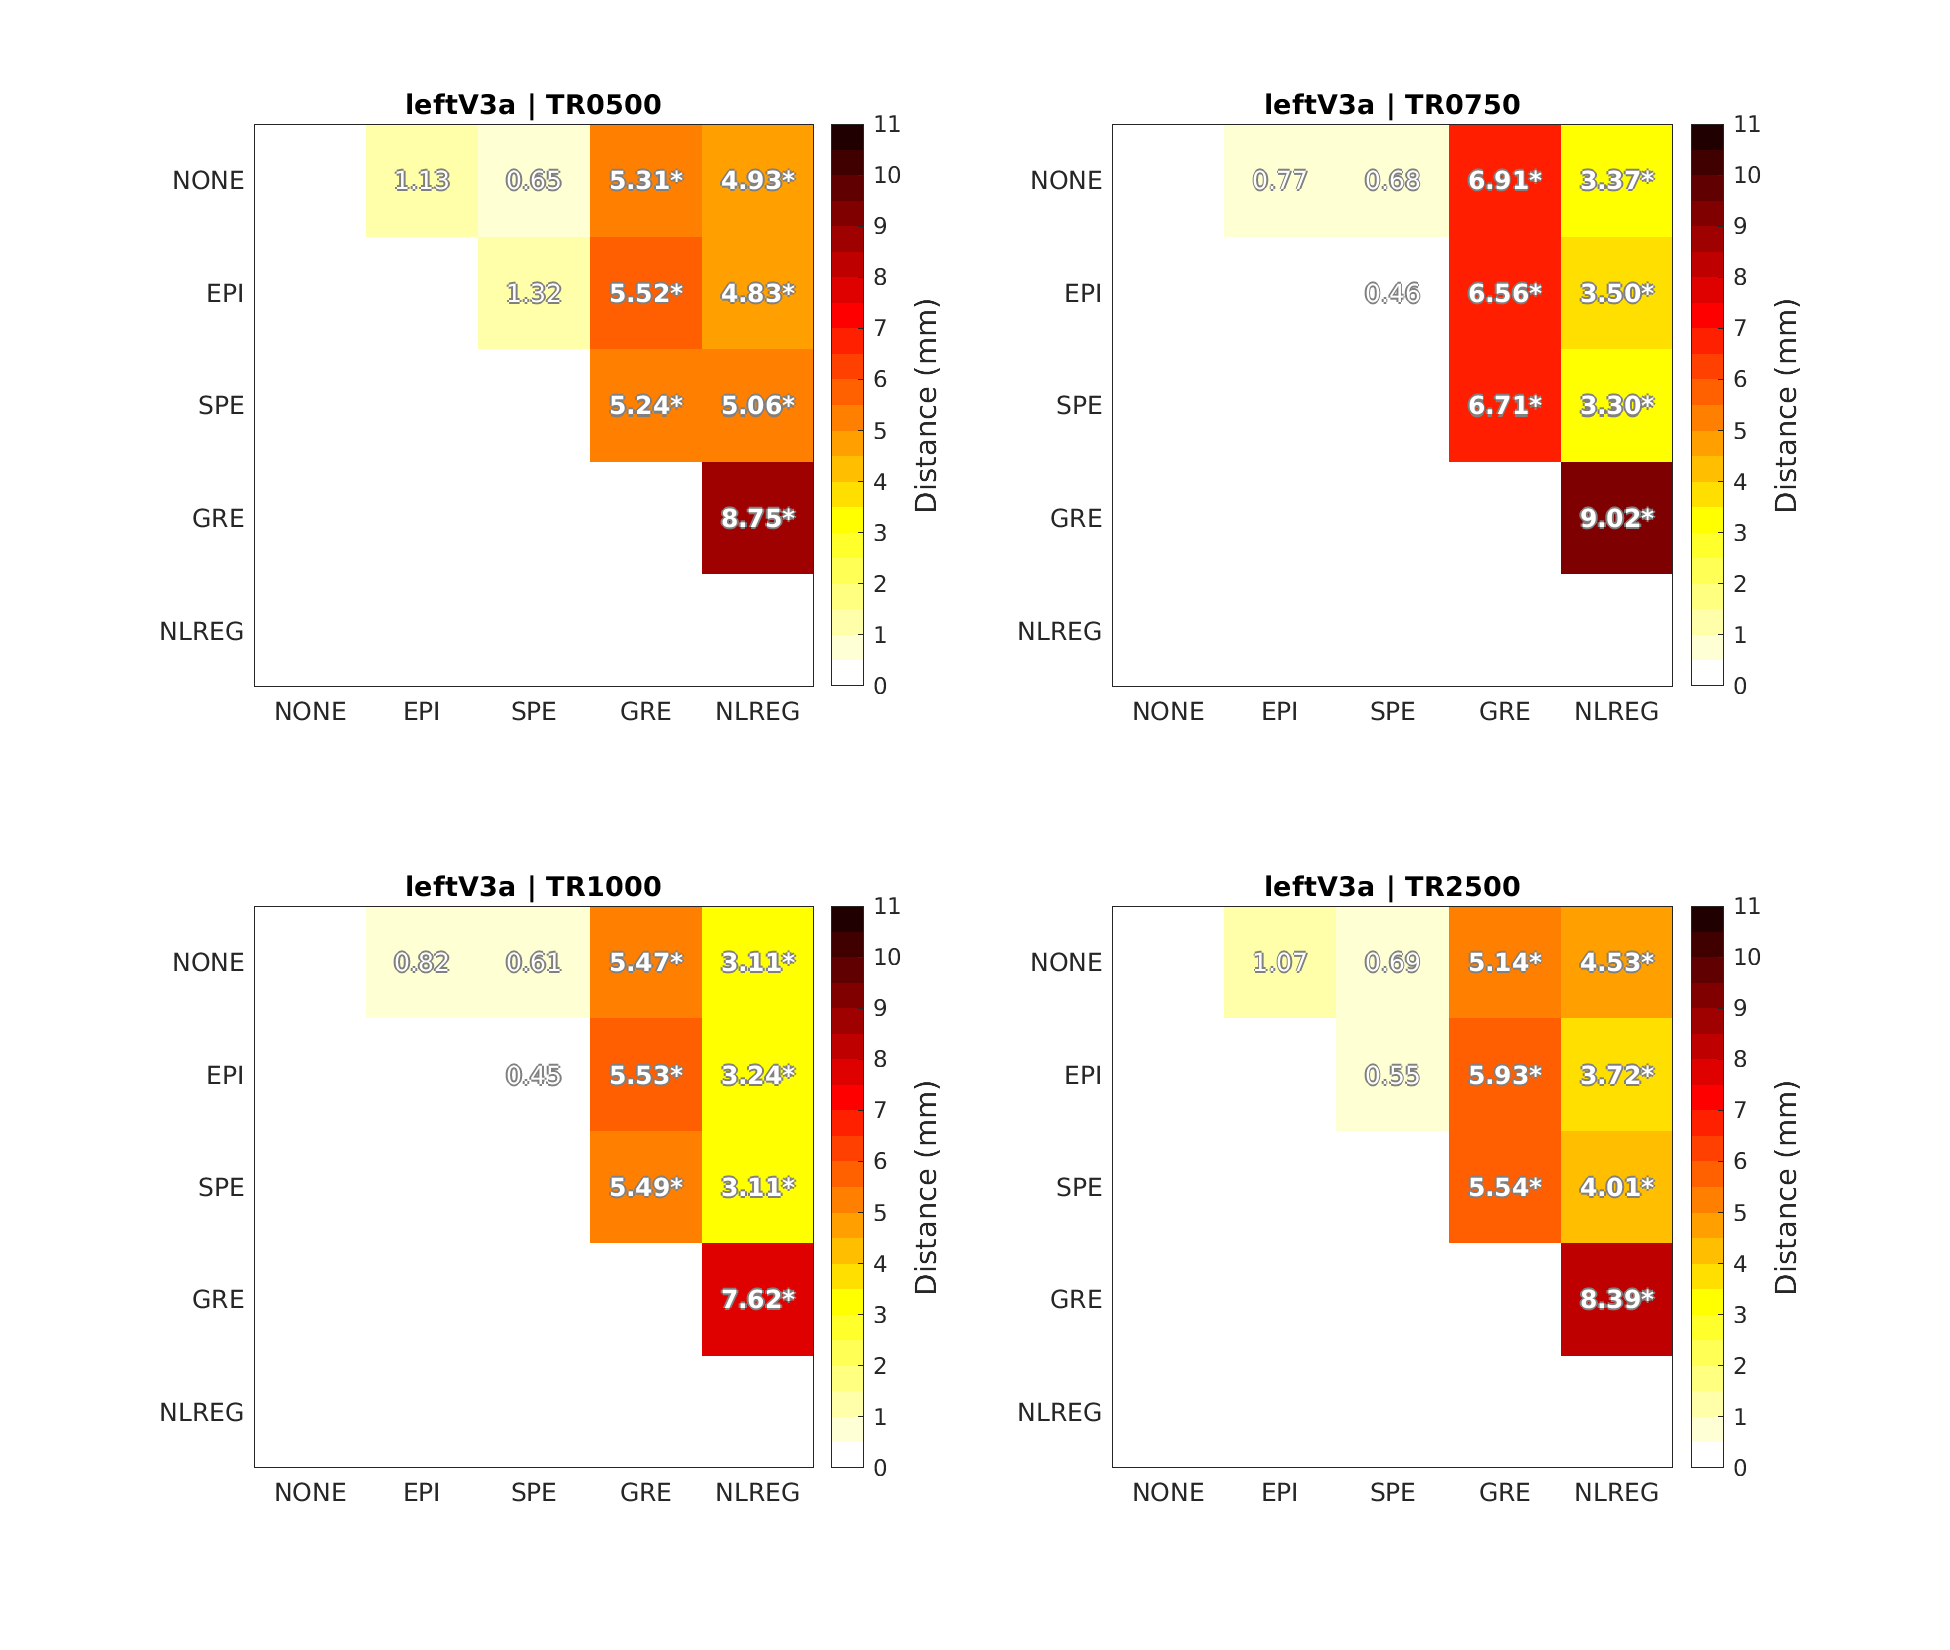 leftV3a | TR0500
11
10
9
8
7
6
5
4
3
2
1
0
Distance (mm)
NONE 1.13 0.65 5.31* 4.93*
EPI 1.32 5.52* 4.83*
SPE 5.24* 5.06*
GRE 8.75*
NLREG
NONE EPI SPE GRE NLREG
leftV3a | TR0750
11
10
9
8
7
6
5
4
3
2
1
0
Distance (mm)
NONE 0.77 0.68 6.91* 3.37*
EPI 0.46 6.56* 3.50*
SPE 6.71* 3.30*
GRE 9.02*
NLREG
NONE EPI SPE GRE NLREG
leftV3a | TR1000
11
10
9
8
7
6
5
4
3
2
1
0
Distance (mm)
NONE 0.82 0.61 5.47* 3.11*
EPI 0.45 5.53* 3.24*
SPE 5.49* 3.11*
GRE 7.62*
NLREG
NONE EPI SPE GRE NLREG
leftV3a | TR2500
11
10
9
8
7
6
5
4
3
2
1
0
Distance (mm)
NONE 1.07 0.69 5.14* 4.53*
EPI 0.55 5.93* 3.72*
SPE 5.54* 4.01*
GRE 8.39*
NLREG
NONE EPI SPE GRE NLREG